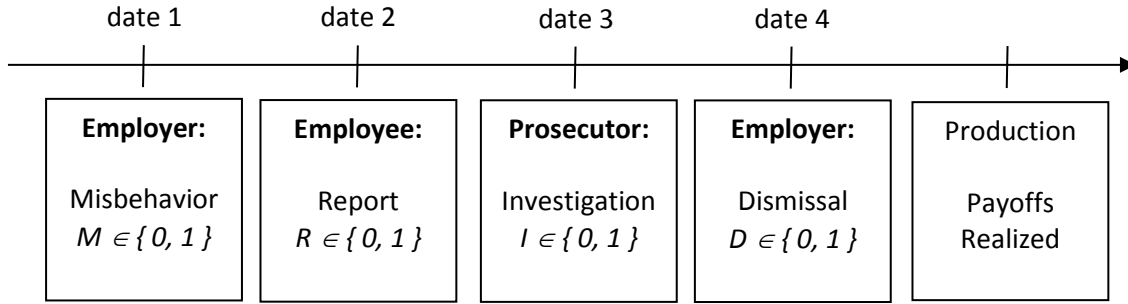 date 1 date 2 date 3 date 4
Employer: Employee: Prosecutor: Employer: Production
Misbehavior Report Investigation Dismissal Payoffs
M ∈ { 0, 1 } R ∈ { 0, 1 } I ∈ { 0, 1 } D ∈ { 0, 1 } Realized